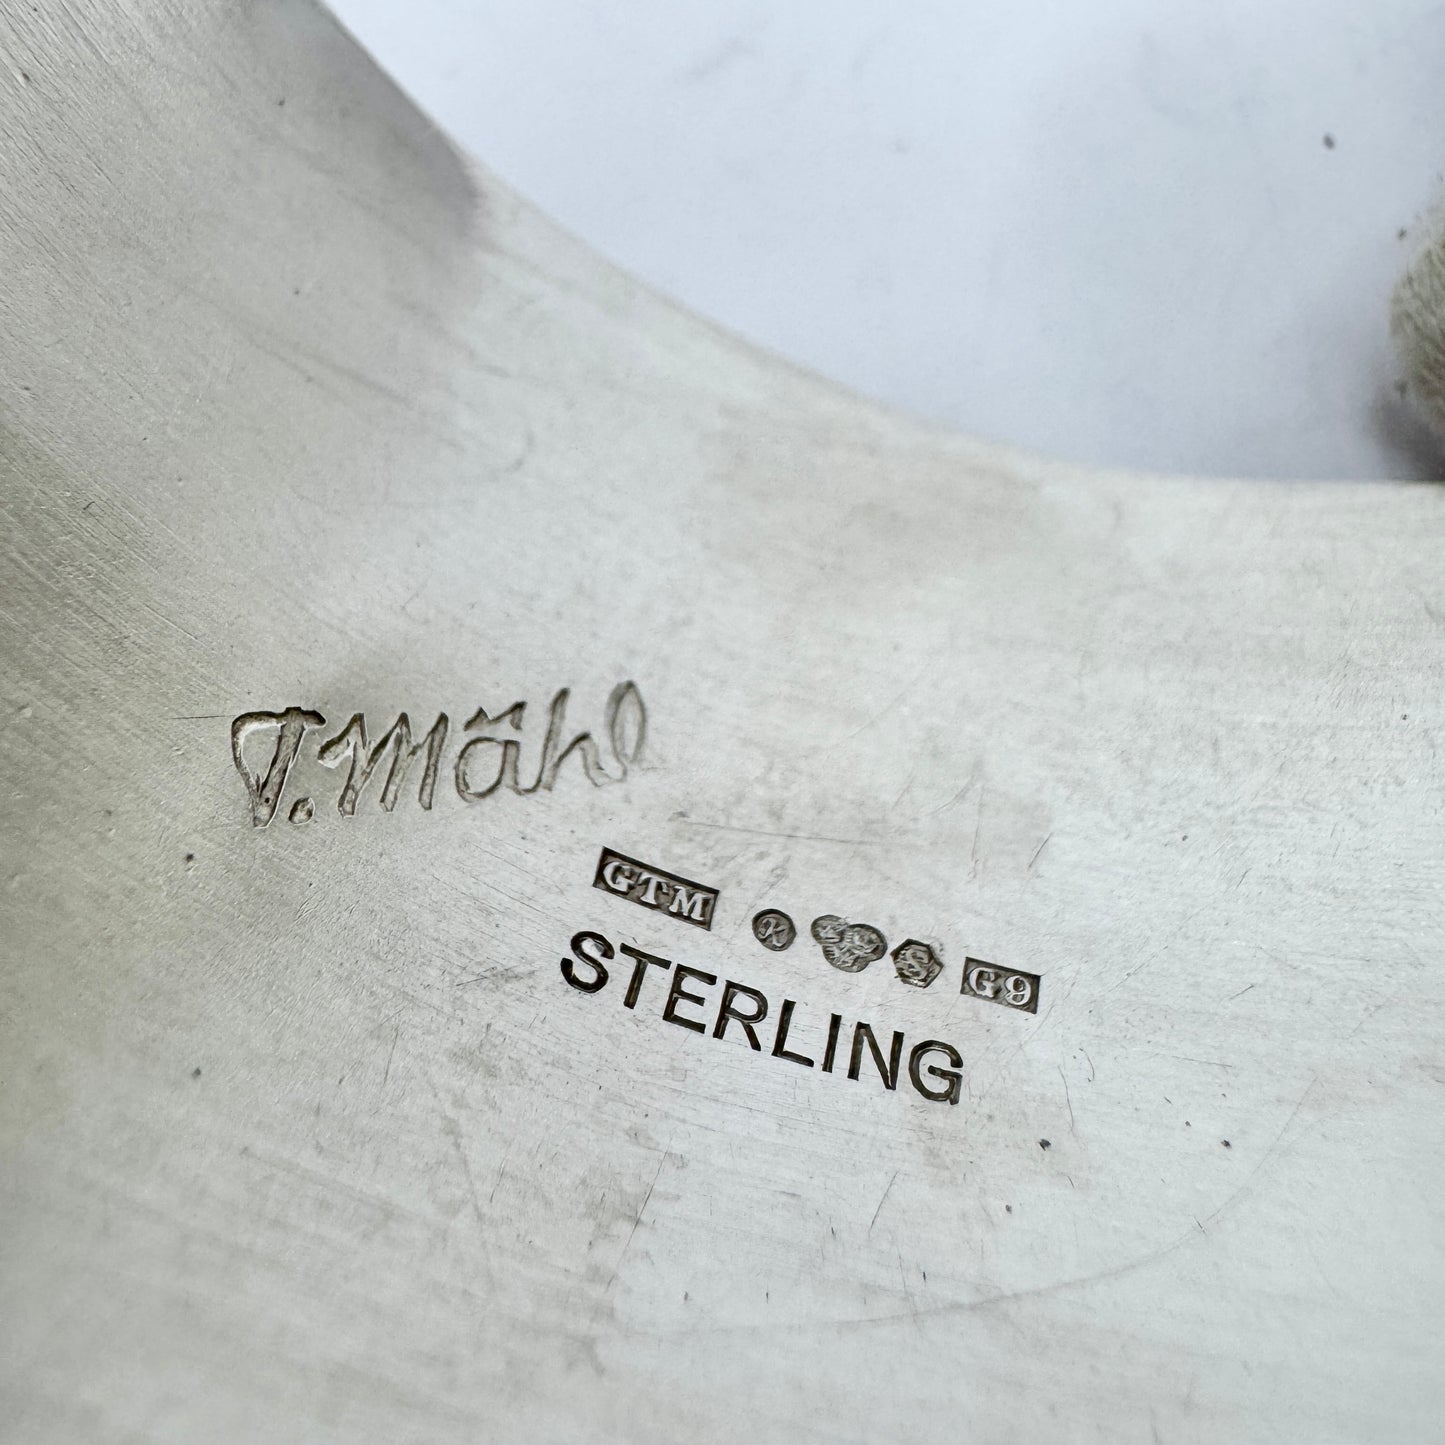 T. Mähl
GTM K S G9
STERLING